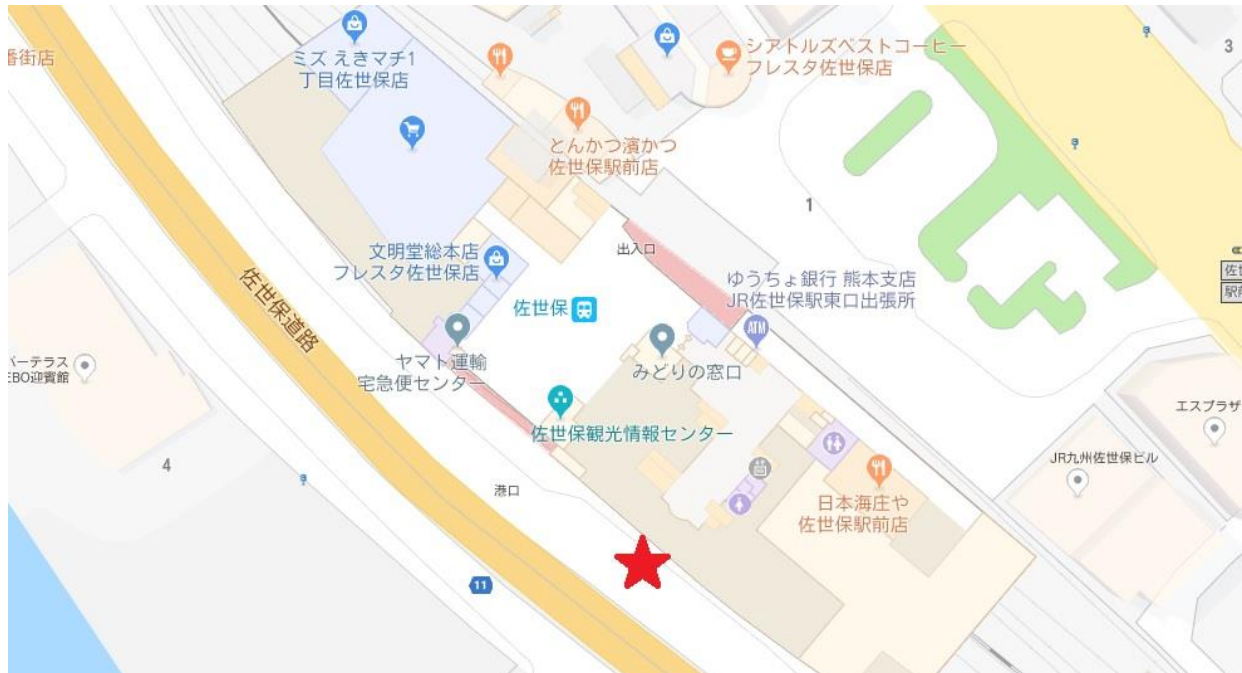 番街店
ミズ えきマチ1
丁目佐世保店
シアトルズベストコーヒー
フレスタ佐世保店
3
とんかつ濱かつ
佐世保駅前店
1
出入口
文明堂総本店
フレスタ佐世保店
ゆうちょ銀行 熊本支店
JR佐世保駅東口出張所
ATM
佐世保
佐世保道路
ヤマト運輸
宅急便センター
みどりの窓口
バーテラス
EBO迎賓館
佐世保観光情報センター
エスプラザ
JR九州佐世保ビル
4
港口
日本海庄や
佐世保駅前店
11